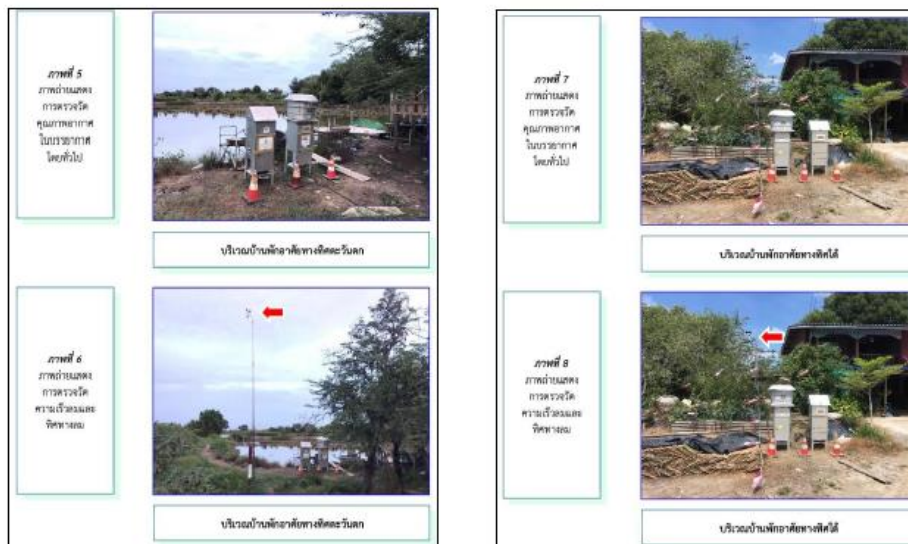 ภาพที่ 5
ภาพถ่ายแสดง
การตรวจวัด
คุณภาพอากาศ
ในบรรยากาศ
โดยทั่วไป
บริเวณบ้านพักอาศัยทางทิศตะวันตก
ภาพที่ 6
ภาพถ่ายแสดง
การตรวจวัด
ความเร็วลมและ
ทิศทางลม
บริเวณบ้านพักอาศัยทางทิศตะวันตก
ภาพที่ 7
ภาพถ่ายแสดง
การตรวจวัด
คุณภาพอากาศ
ในบรรยากาศ
โดยทั่วไป
บริเวณบ้านพักอาศัยทางทิศใต้
ภาพที่ 8
ภาพถ่ายแสดง
การตรวจวัด
ความเร็วลมและ
ทิศทางลม
บริเวณบ้านพักอาศัยทางทิศใต้